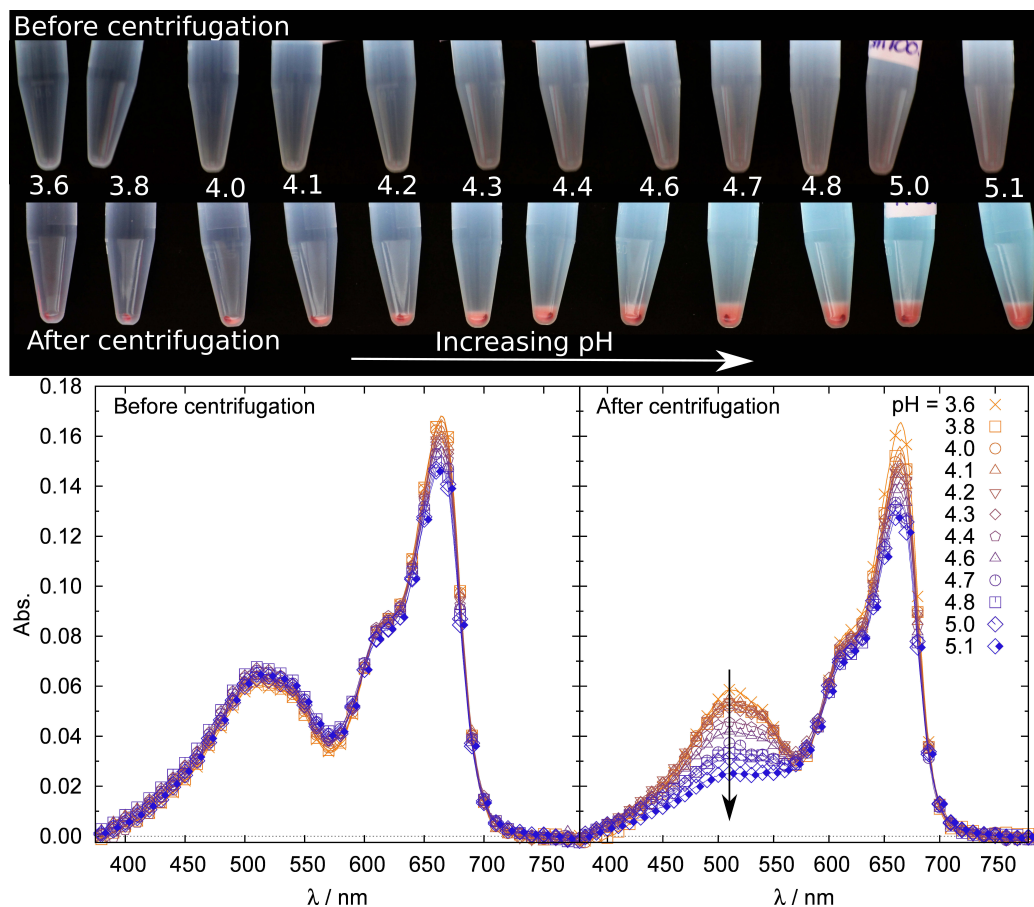 Before centrifugation
3.6 3.8 4.0 4.1 4.2 4.3 4.4 4.6 4.7 4.8 5.0 5.1
After centrifugation
Increasing pH
0.18
0.16
0.14
0.12
0.10
0.08
0.06
0.04
0.02
0.00
Abs.
Before centrifugation
400 450 500 550 600 650 700 750
λ / nm
After centrifugation
pH = 3.6
3.8
4.0
4.1
4.2
4.3
4.4
4.6
4.7
4.8
5.0
5.1
400 450 500 550 600 650 700 750
λ / nm